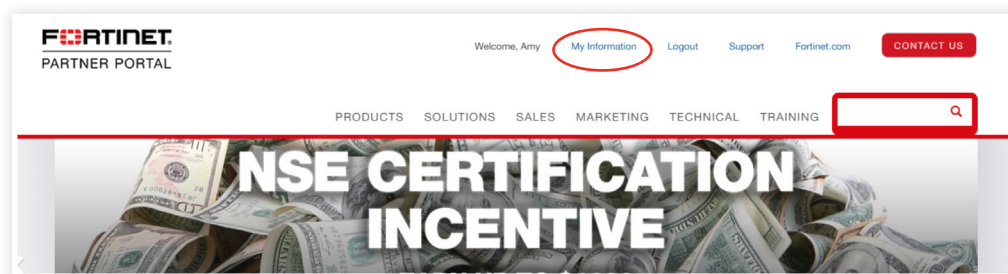 FORTINET
PARTNER PORTAL
Welcome, Amy My Information Logout Support Fortinet.com CONTACT US
PRODUCTS SOLUTIONS SALES MARKETING TECHNICAL TRAINING
NSE CERTIFICATION
INCENTIVE